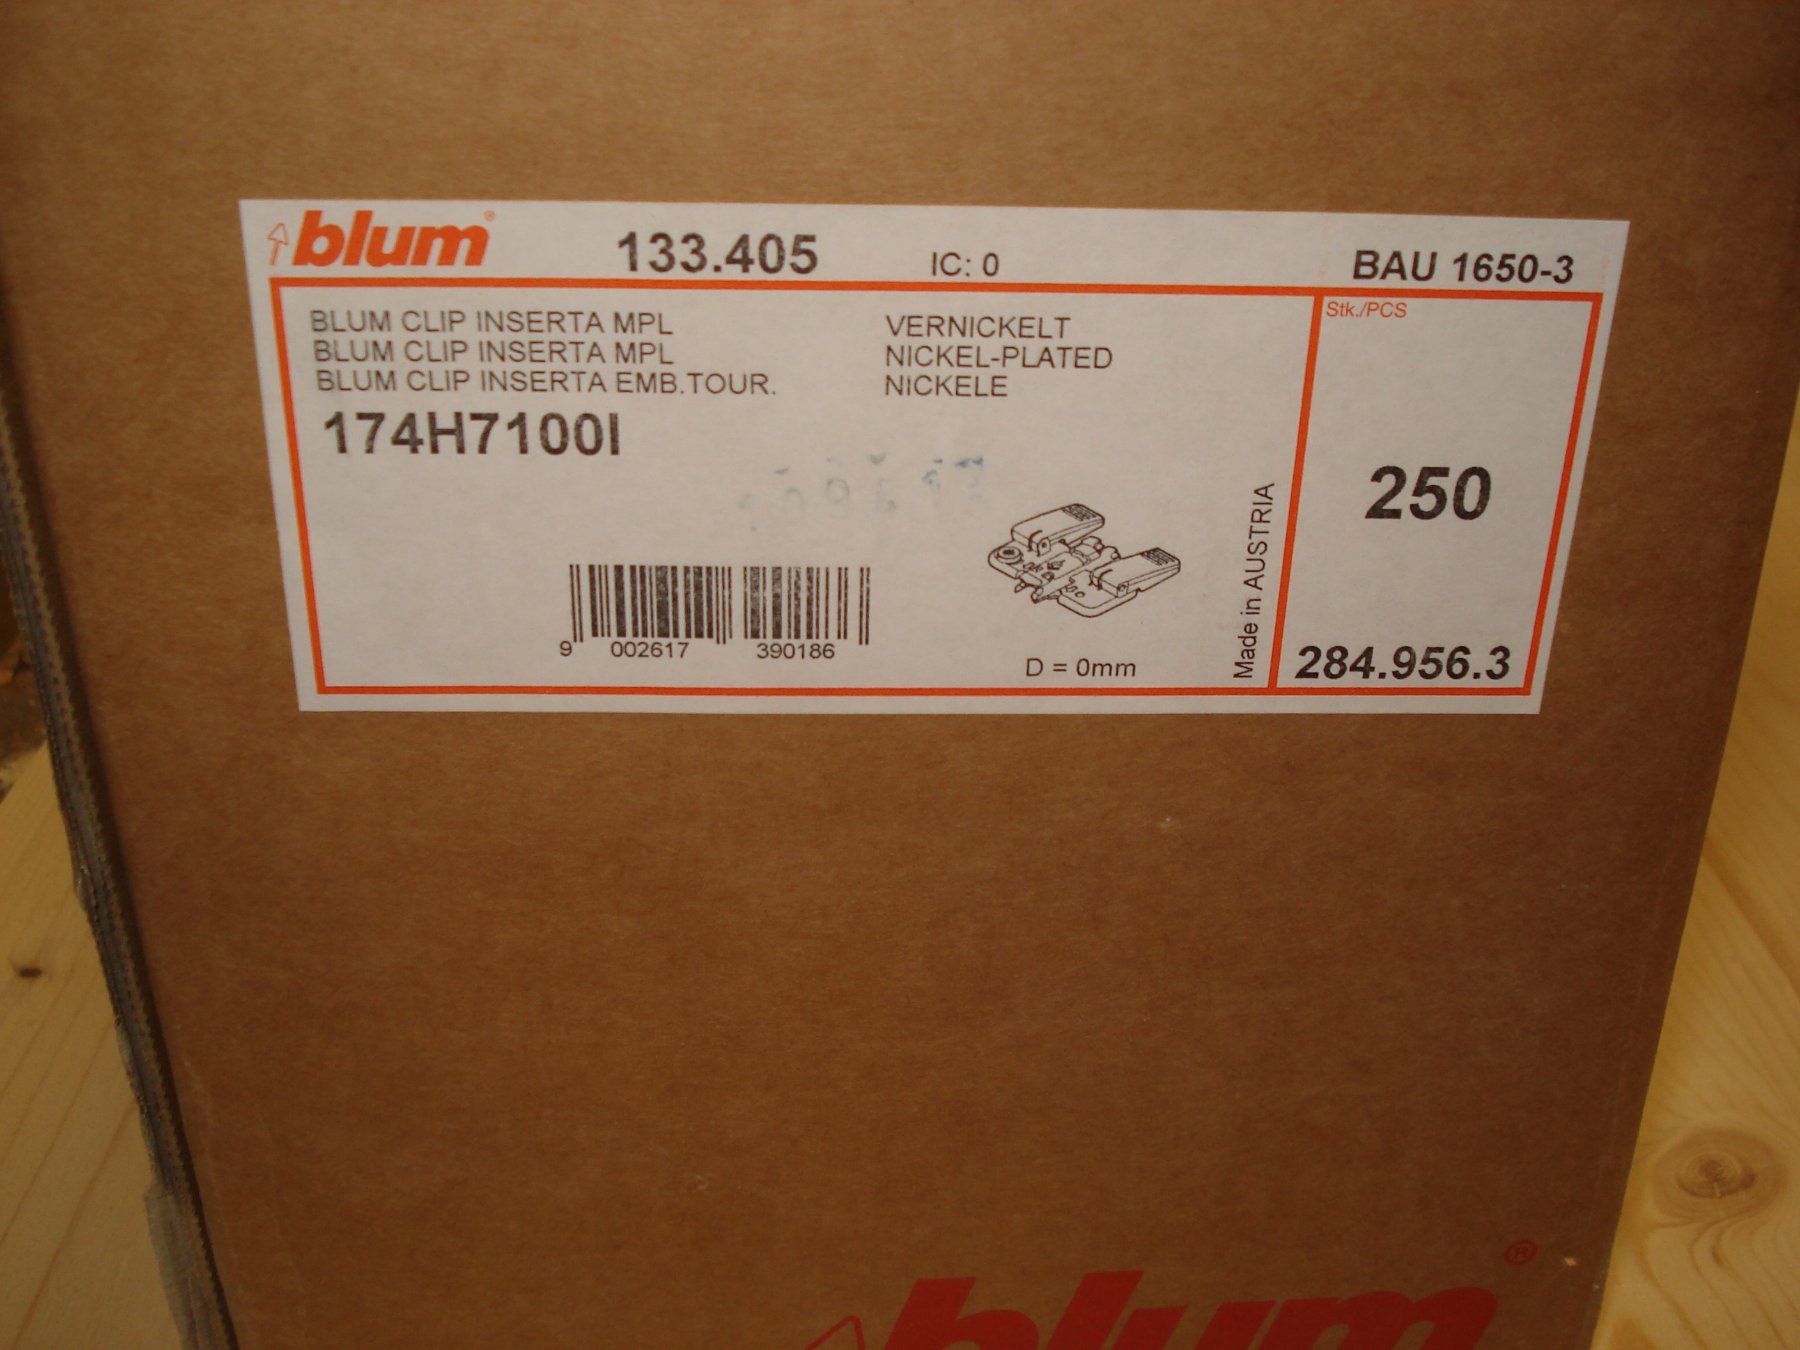 blum®
133.405
IC: 0
BAU 1650-3
BLUM CLIP INSERTA MPL
BLUM CLIP INSERTA MPL
BLUM CLIP INSERTA EMB.TOUR.
VERNICKELT
NICKEL-PLATED
NICKELE
174H7100I
Stk./PCS
250
9 002617 390186
D = 0mm
Made in AUSTRIA
284.956.3
blum®